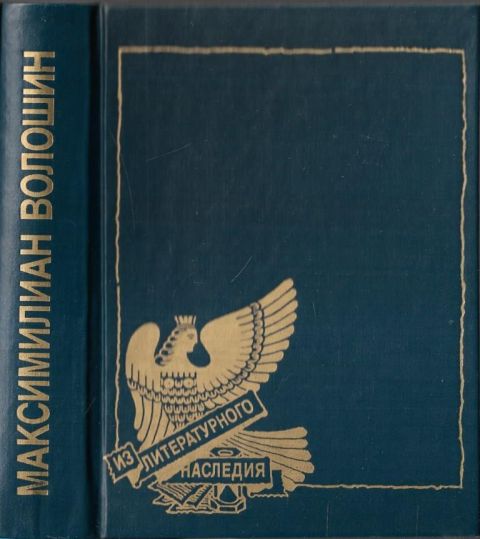 МАКСИМИЛИАН ВОЛОШИН
ИЗ
ЛИТЕРАТУРНОГО
НАСЛЕДИЯ